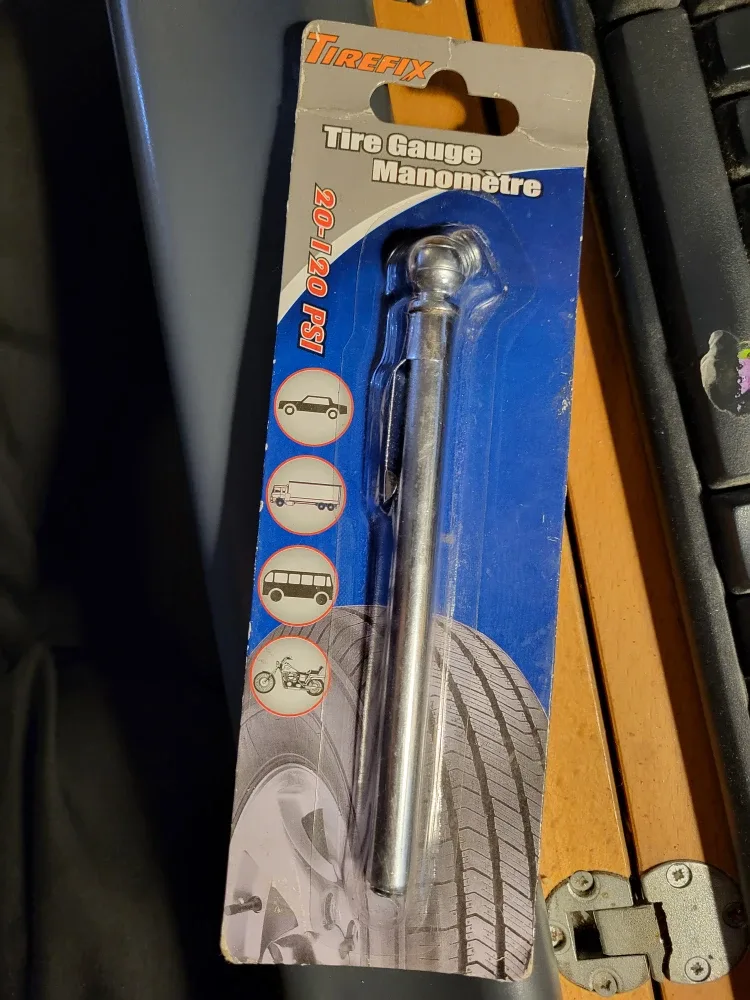 TIREFIX
Tire Gauge
Manomètre
20-120 PSI